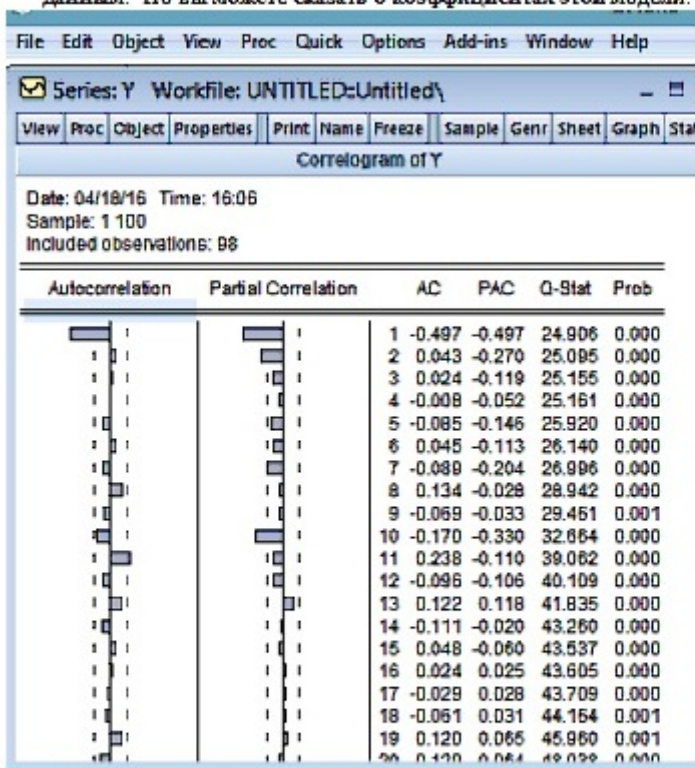 данным. Что вы можете сказать о коэффициентах этой модели.
File Edit Object View Proc Quick Options Add-ins Window Help
Series: Y Workfile: UNTITLED::Untitled\
View Proc Object Properties Print Name Freeze Sample Genr Sheet Graph Stat
Correlogram of Y
Date: 04/18/16 Time: 16:06
Sample: 1 100
Included observations: 98
Autocorrelation Partial Correlation AC PAC Q-Stat Prob
1 -0.497 -0.497 24.906 0.000
2 0.043 -0.270 25.095 0.000
3 0.024 -0.119 25.155 0.000
4 -0.008 -0.052 25.161 0.000
5 -0.085 -0.146 25.920 0.000
6 0.045 -0.113 26.140 0.000
7 -0.089 -0.204 26.996 0.000
8 0.134 -0.028 28.942 0.000
9 -0.069 -0.033 29.461 0.001
10 -0.170 -0.330 32.664 0.000
11 0.238 -0.110 39.062 0.000
12 -0.096 -0.106 40.109 0.000
13 0.122 0.118 41.835 0.000
14 -0.111 -0.020 43.260 0.000
15 0.048 -0.060 43.537 0.000
16 0.024 0.025 43.605 0.000
17 -0.029 0.028 43.709 0.000
18 -0.061 0.031 44.164 0.001
19 0.120 0.065 45.960 0.001